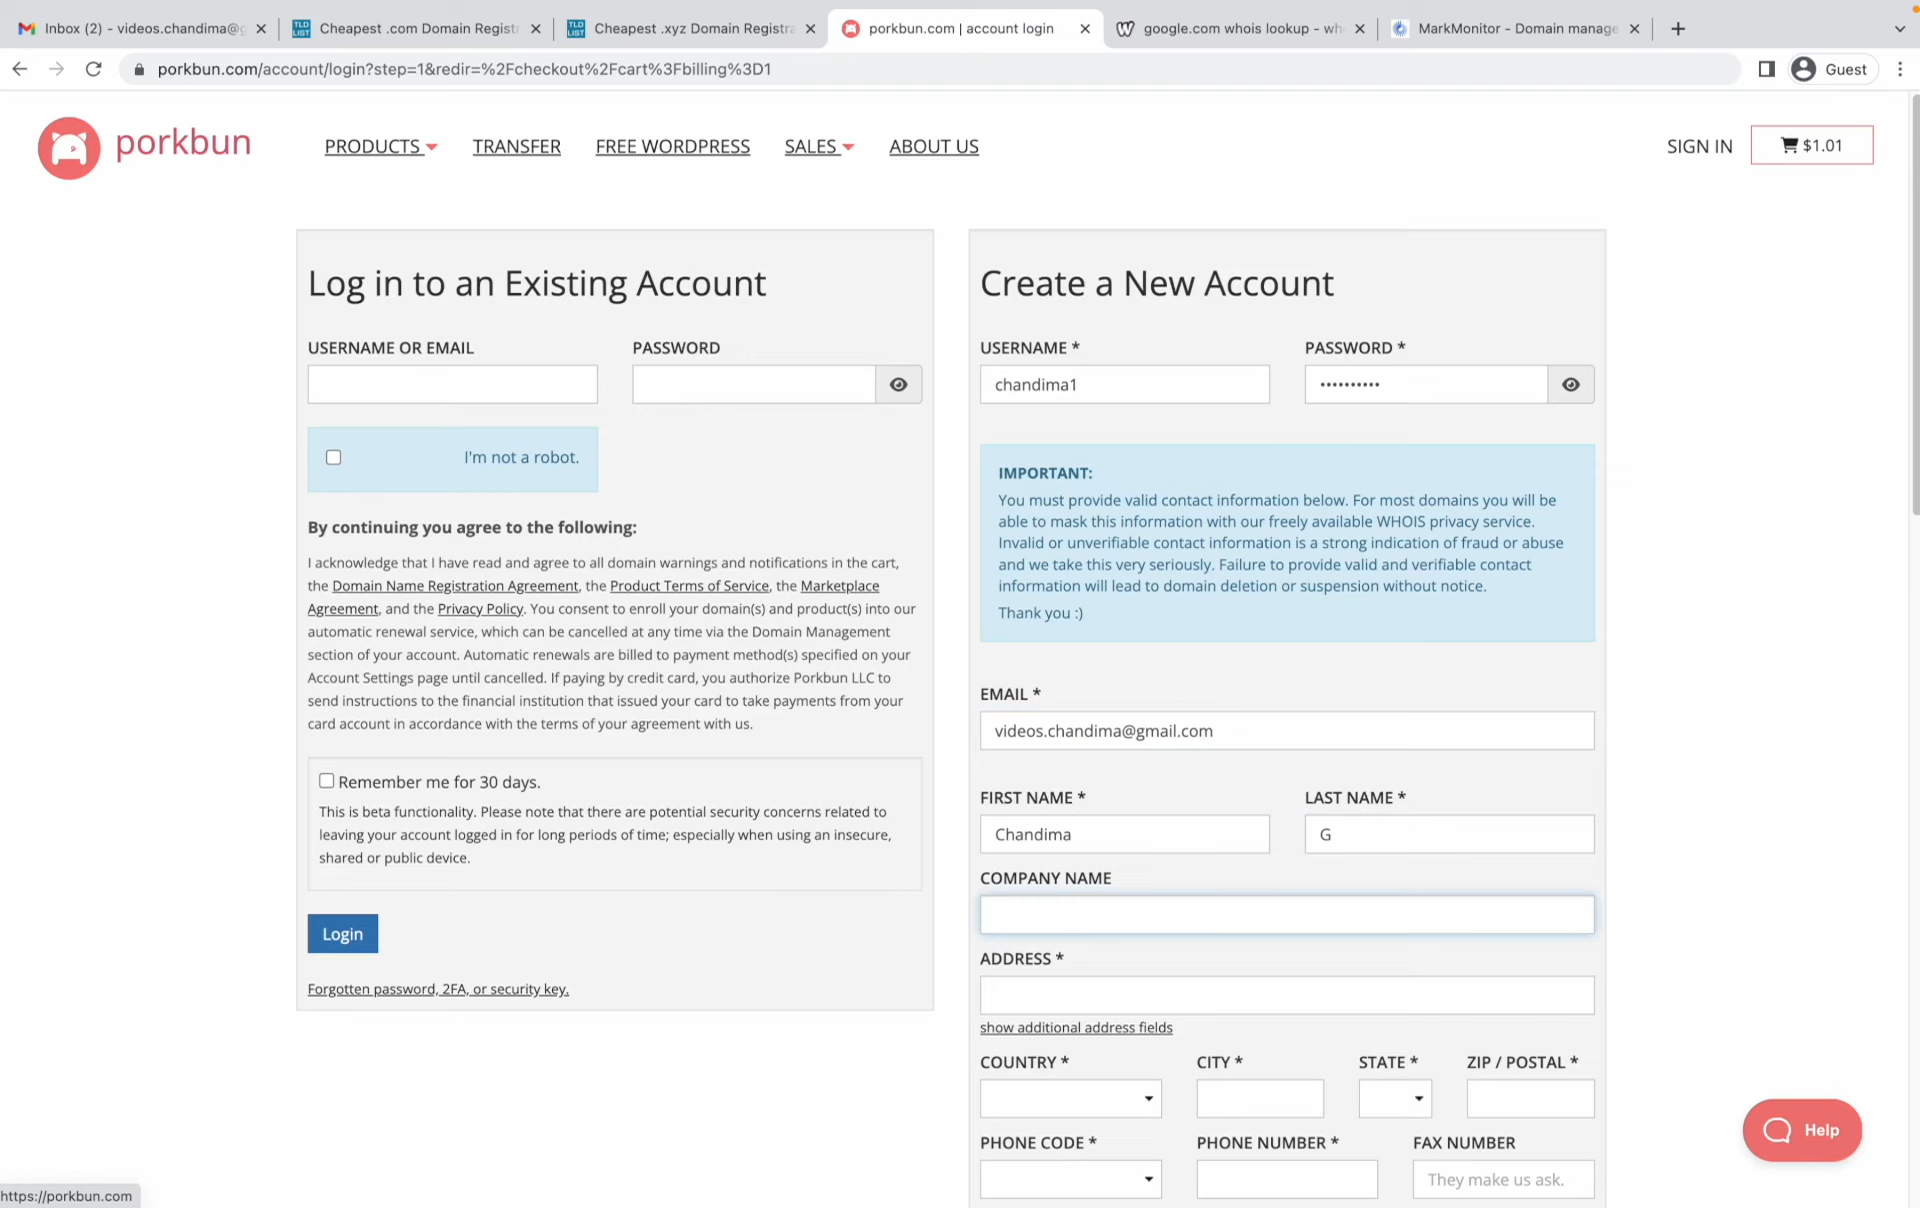 Inbox (2) - videos.chandima@g
Cheapest .com Domain Registr
Cheapest .xyz Domain Registra
porkbun.com | account login
google.com whois lookup - wh
MarkMonitor - Domain manage
porkbun.com/account/login?step=1&redir=%2Fcheckout%2Fcart%3Fbilling%3D1
Guest
porkbun
PRODUCTS
TRANSFER
FREE WORDPRESS
SALES
ABOUT US
SIGN IN
$1.01
Log in to an Existing Account
USERNAME OR EMAIL
PASSWORD
I'm not a robot.
By continuing you agree to the following:
I acknowledge that I have read and agree to all domain warnings and notifications in the cart,
the Domain Name Registration Agreement, the Product Terms of Service, the Marketplace
Agreement, and the Privacy Policy. You consent to enroll your domain(s) and product(s) into our
automatic renewal service, which can be cancelled at any time via the Domain Management
section of your account. Automatic renewals are billed to payment method(s) specified on your
Account Settings page until cancelled. If paying by credit card, you authorize Porkbun LLC to
send instructions to the financial institution that issued your card to take payments from your
card account in accordance with the terms of your agreement with us.
Remember me for 30 days.
This is beta functionality. Please note that there are potential security concerns related to
leaving your account logged in for long periods of time; especially when using an insecure,
shared or public device.
Login
Forgotten password, 2FA, or security key.
Create a New Account
USERNAME *
PASSWORD *
chandima1
••••••••••
IMPORTANT:
You must provide valid contact information below. For most domains you will be
able to mask this information with our freely available WHOIS privacy service.
Invalid or unverifiable contact information is a strong indication of fraud or abuse
and we take this very seriously. Failure to provide valid and verifiable contact
information will lead to domain deletion or suspension without notice.
Thank you :)
EMAIL *
videos.chandima@gmail.com
FIRST NAME *
LAST NAME *
Chandima
G
COMPANY NAME
ADDRESS *
show additional address fields
COUNTRY *
CITY *
STATE *
ZIP / POSTAL *
PHONE CODE *
PHONE NUMBER *
FAX NUMBER
They make us ask.
Help
https://porkbun.com